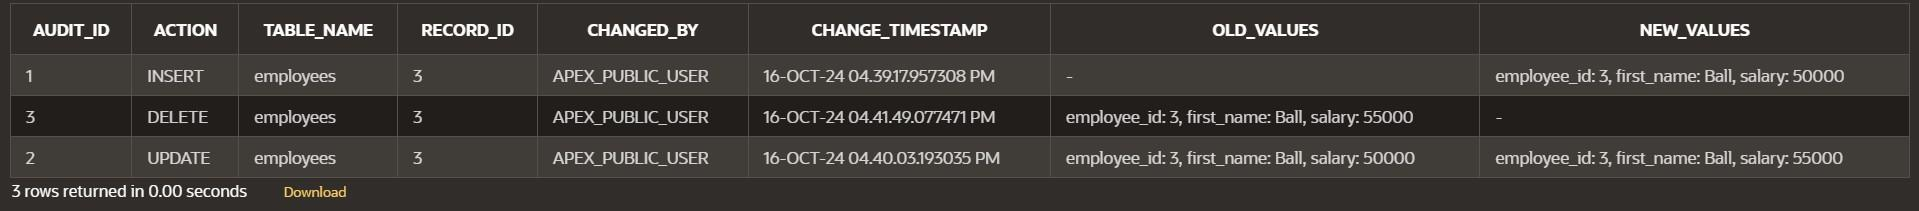 AUDIT_ID ACTION TABLE_NAME RECORD_ID CHANGED_BY CHANGE_TIMESTAMP OLD_VALUES NEW_VALUES
1 INSERT employees 3 APEX_PUBLIC_USER 16-OCT-24 04.39.17.957308 PM - employee_id: 3, first_name: Ball, salary: 50000
3 DELETE employees 3 APEX_PUBLIC_USER 16-OCT-24 04.41.49.077471 PM employee_id: 3, first_name: Ball, salary: 55000 -
2 UPDATE employees 3 APEX_PUBLIC_USER 16-OCT-24 04.40.03.193035 PM employee_id: 3, first_name: Ball, salary: 50000 employee_id: 3, first_name: Ball, salary: 55000
3 rows returned in 0.00 seconds Download